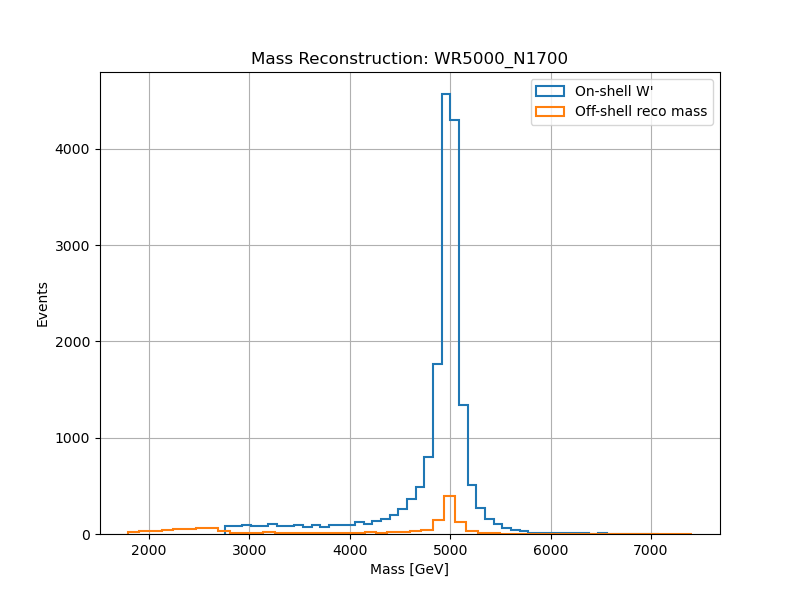 Mass Reconstruction: WR5000_N1700
On-shell W'
Off-shell reco mass
4000
3000
2000
1000
0
Events
2000 3000 4000 5000 6000 7000
Mass [GeV]